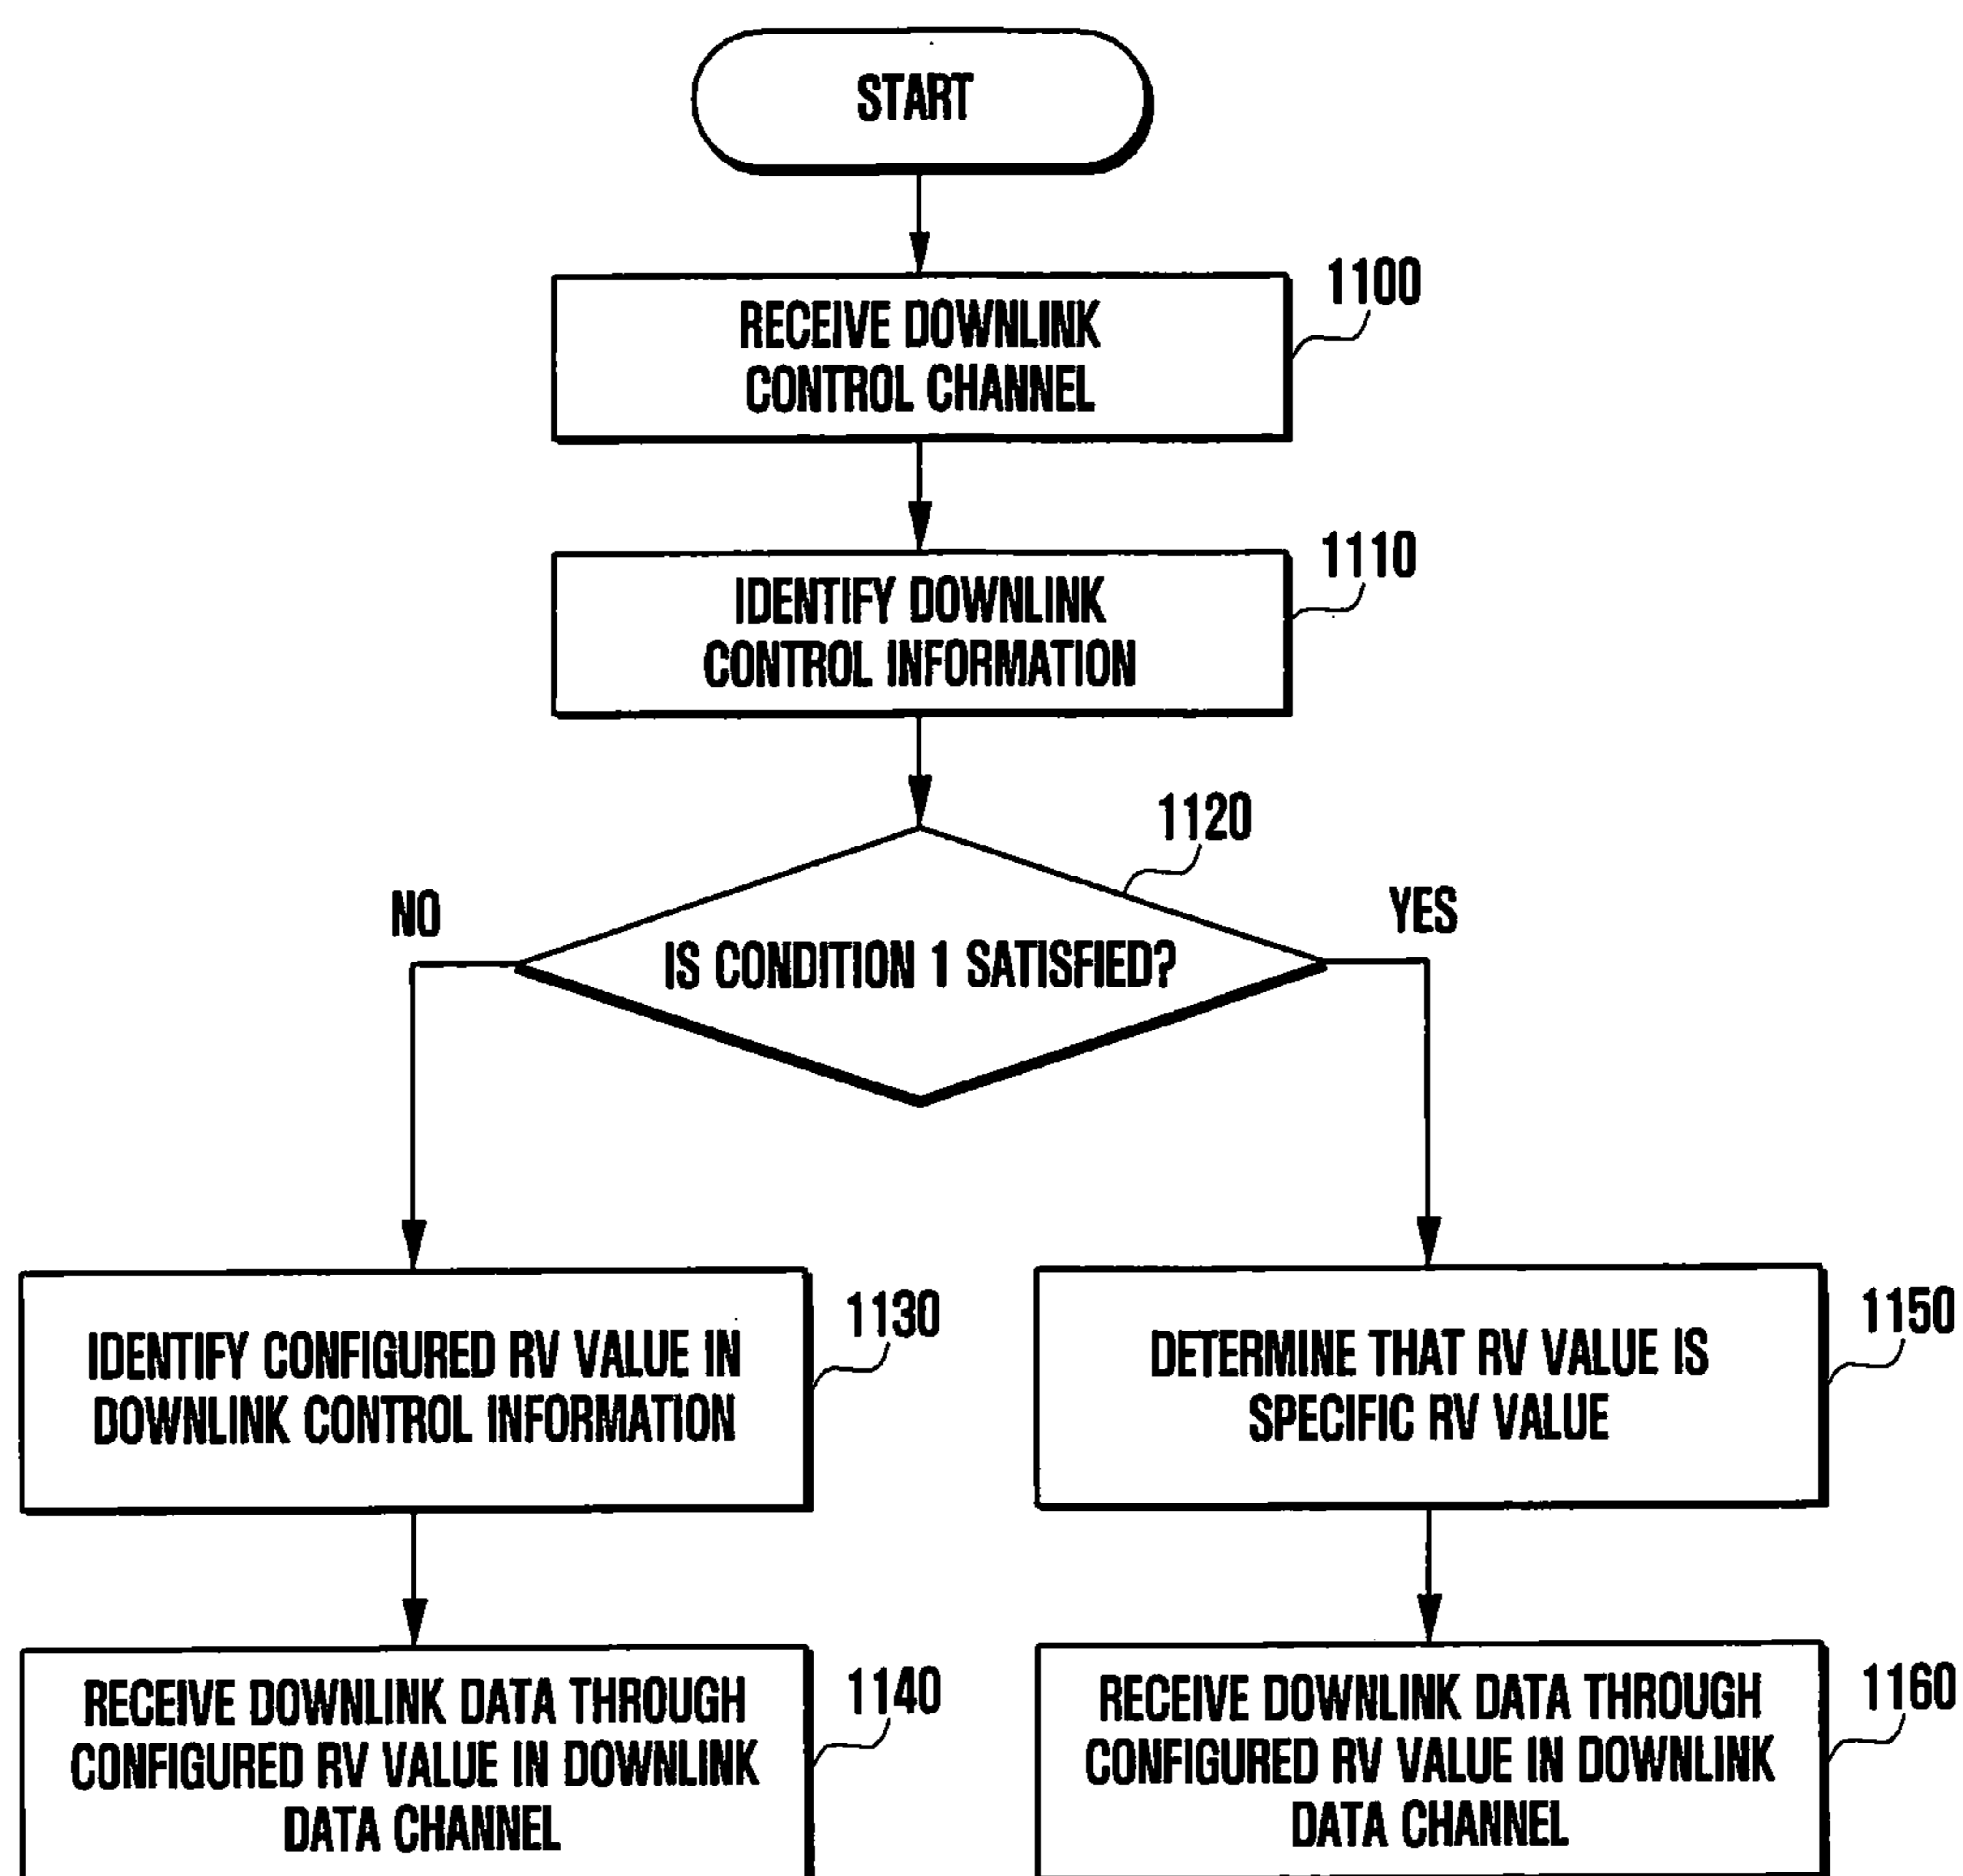 START
1100
RECEIVE DOWNLINK
CONTROL CHANNEL
1110
IDENTIFY DOWNLINK
CONTROL INFORMATION
1120
NO
YES
IS CONDITION 1 SATISFIED?
1130
IDENTIFY CONFIGURED RV VALUE IN
DOWNLINK CONTROL INFORMATION
1150
DETERMINE THAT RV VALUE IS
SPECIFIC RV VALUE
1140
RECEIVE DOWNLINK DATA THROUGH
CONFIGURED RV VALUE IN DOWNLINK
DATA CHANNEL
1160
RECEIVE DOWNLINK DATA THROUGH
CONFIGURED RV VALUE IN DOWNLINK
DATA CHANNEL